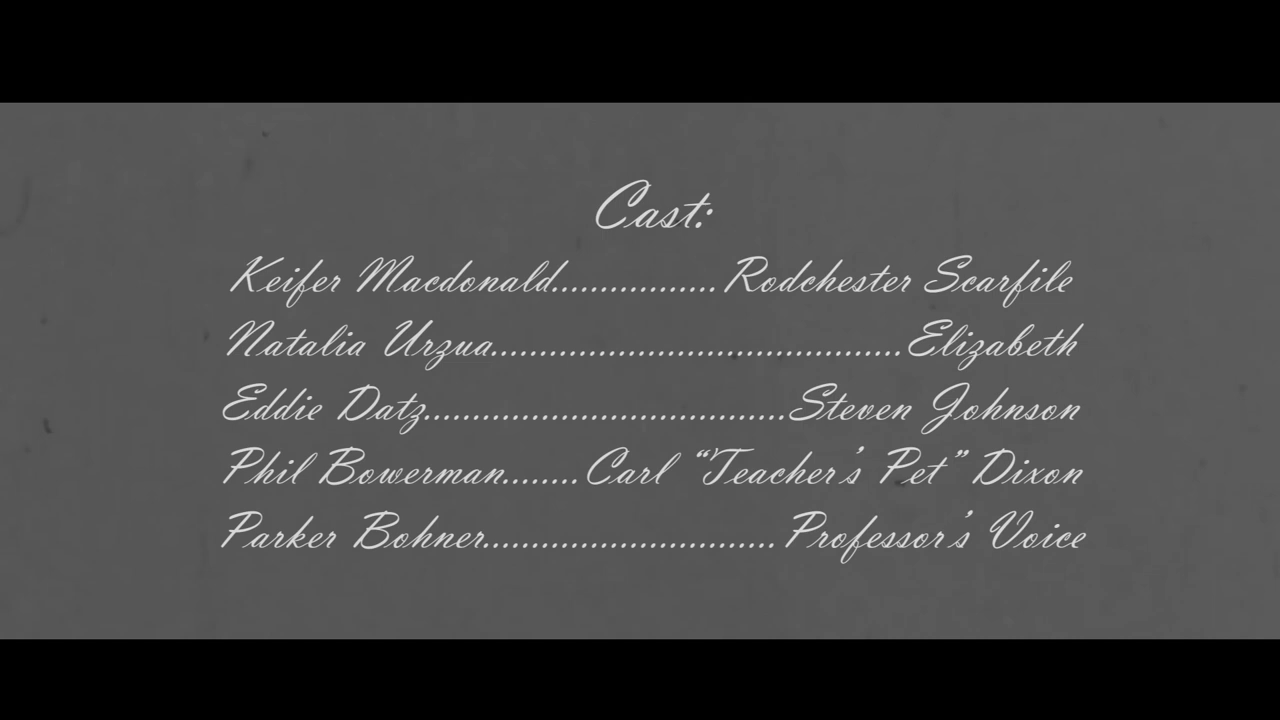 Cast:
Keifer Macdonald.................Rodchester Scarfile
Natalia Urzua..........................................Elizabeth
Eddie Datz.....................................Steven Johnson
Phil Bowerman........Carl “Teacher’s Pet” Dixon
Parker Bohner..............................Professor’s Voice